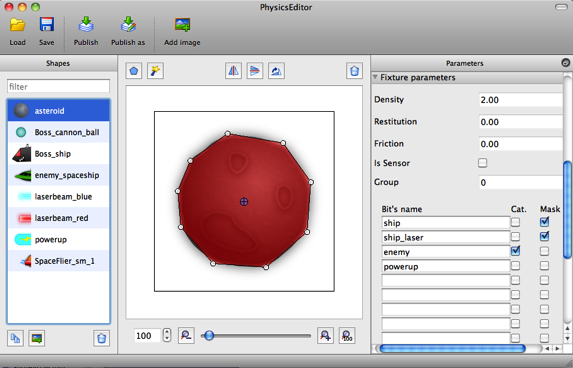 PhysicsEditor
Load Save Publish Publish as Add image
Shapes
Parameters
filter
Fixture parameters
asteroid
Boss_cannon_ball
Boss_ship
enemy_spaceship
laserbeam_blue
laserbeam_red
powerup
SpaceFlier_sm_1
Density 2.00
Restitution 0.00
Friction 0.00
Is Sensor
Group 0
Bit's name Cat. Mask
ship
ship_laser
enemy
powerup
100
100